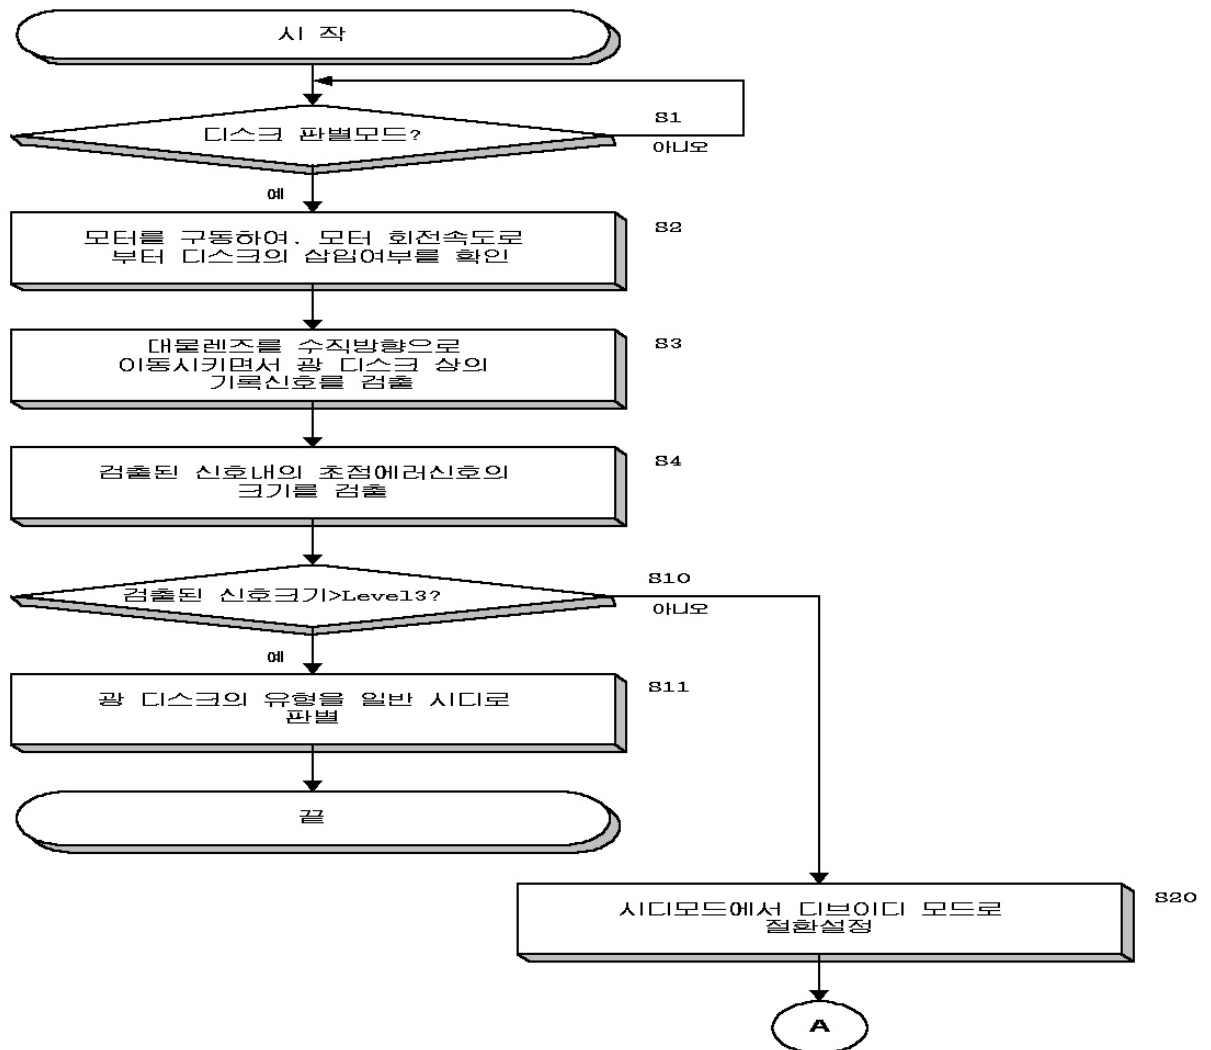 시 작
디스크 판별모드?
S1
아니오
예
모터를 구동하여, 모터 회전속도로
부터 디스크의 삽입여부를 확인
S2
대물렌즈를 수직방향으로
이동시키면서 광 디스크 상의
기록신호를 검출
S3
검출된 신호내의 초점에러신호의
크기를 검출
S4
검출된 신호크기>Level3?
S10
아니오
예
광 디스크의 유형을 일반 시디로
판별
S11
끝
시디모드에서 디브이디 모드로
절환설정
S20
A